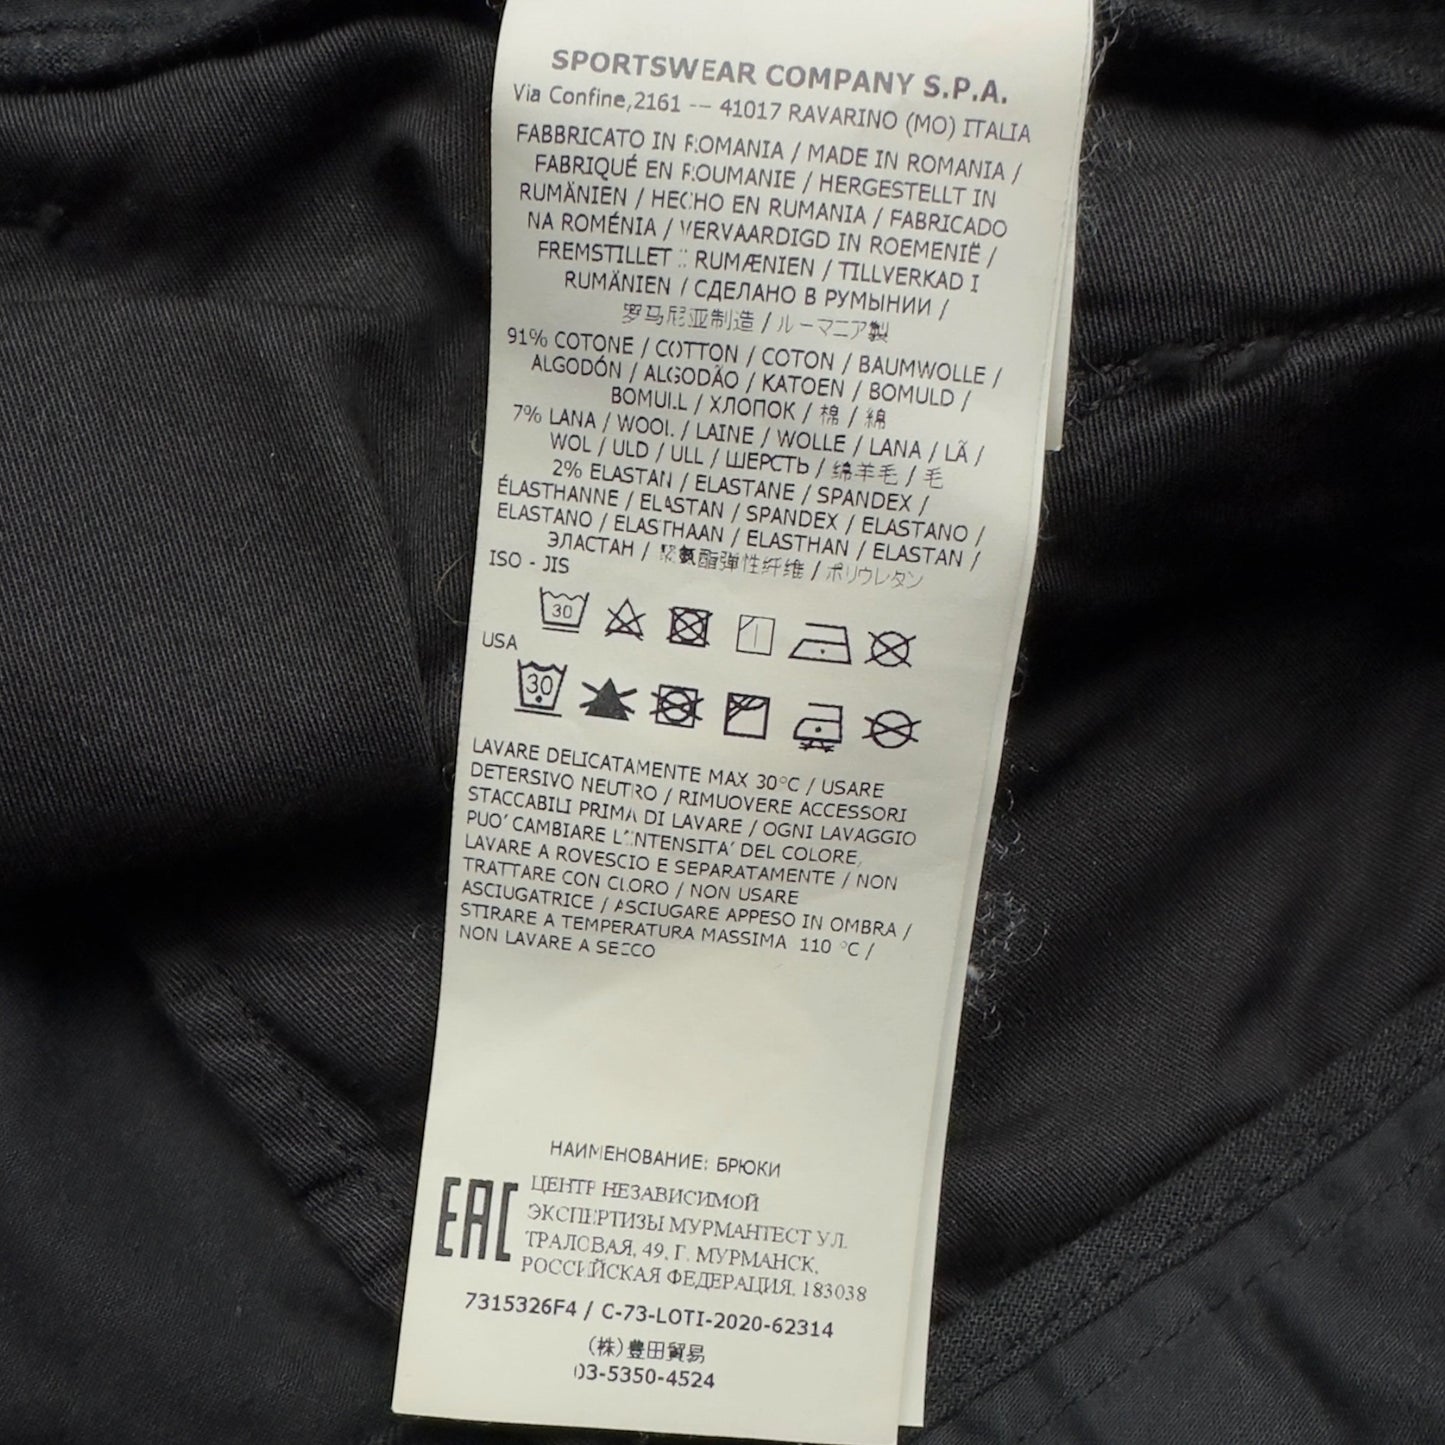 SPORTSWEAR COMPANY S.P.A.
Via Confine,2161 -- 41017 RAVARINO (MO) ITALIA
FABBRICATO IN ROMANIA / MADE IN ROMANIA /
FABRIQUÉ EN ROUMANIE / HERGESTELLT IN
RUMÄNIEN / HECHO EN RUMANIA / FABRICADO
NA ROMÉNIA / VERVAARDIGD IN ROEMENIË /
FREMSTILLET I RUMÆNIEN / TILLVERKAD I
RUMÄNIEN / СДЕЛАНО В РУМЫНИИ /
罗马尼亚制造 / ルーマニア製
91% COTONE / COTTON / COTON / BAUMWOLLE /
ALGODÓN / ALGODÃO / KATOEN / BOMULD /
BOMULL / ХЛОПОК / 棉 / 綿
7% LANA / WOOL / LAINE / WOLLE / LANA / LÃ /
WOL / ULD / ULL / ШЕРСТЬ / 绵羊毛 / 毛
2% ELASTAN / ELASTANE / SPANDEX /
ÉLASTHANNE / ELASTAN / SPANDEX / ELASTANO /
ELASTANO / ELASTHAAN / ELASTHAN / ELASTAN /
ЭЛАСТАН / 聚氨酯弹性纤维 / ポリウレタン
ISO - JIS
30
USA
30
LAVARE DELICATAMENTE MAX 30°C / USARE
DETERSIVO NEUTRO / RIMUOVERE ACCESSORI
STACCABILI PRIMA DI LAVARE / OGNI LAVAGGIO
PUO' CAMBIARE L'INTENSITA' DEL COLORE,
LAVARE A ROVESCIO E SEPARATAMENTE / NON
TRATTARE CON CLORO / NON USARE
ASCIUGATRICE / ASCIUGARE APPESO IN OMBRA /
STIRARE A TEMPERATURA MASSIMA 110 °C /
NON LAVARE A SECCO
НАИМЕНОВАНИЕ: БРЮКИ
EAC
ЦЕНТР НЕЗАВИСИМОЙ
ЭКСПЕРТИЗЫ МУРМАНТЕСТ УЛ.
ТРАЛОВАЯ, 49, Г. МУРМАНСК,
РОССИЙСКАЯ ФЕДЕРАЦИЯ, 183038
7315326F4 / C-73-LOTI-2020-62314
(株)豊田貿易
03-5350-4524